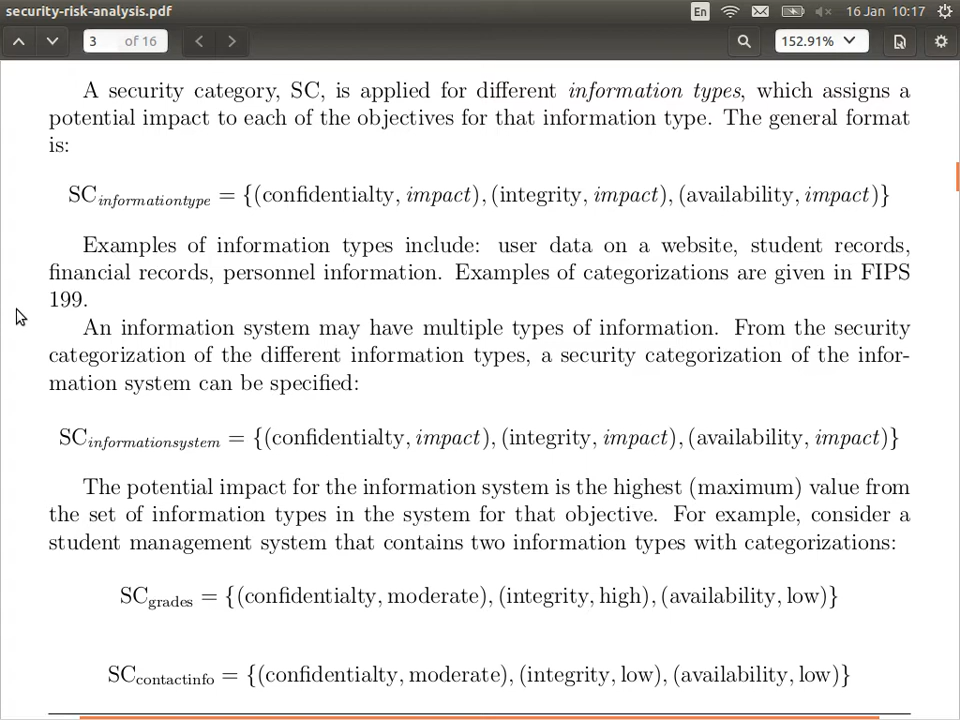 security-risk-analysis.pdf
En
16 Jan 10:17
3 of 16
152.91%
A security category, SC, is applied for different information types, which assigns a
potential impact to each of the objectives for that information type. The general format
is:
SCinformationtype = {(confidentialty, impact), (integrity, impact), (availability, impact)}
Examples of information types include: user data on a website, student records,
financial records, personnel information. Examples of categorizations are given in FIPS
199.
An information system may have multiple types of information. From the security
categorization of the different information types, a security categorization of the infor-
mation system can be specified:
SCinformationsystem = {(confidentialty, impact), (integrity, impact), (availability, impact)}
The potential impact for the information system is the highest (maximum) value from
the set of information types in the system for that objective. For example, consider a
student management system that contains two information types with categorizations:
SCgrades = {(confidentialty, moderate), (integrity, high), (availability, low)}
SCcontactinfo = {(confidentialty, moderate), (integrity, low), (availability, low)}